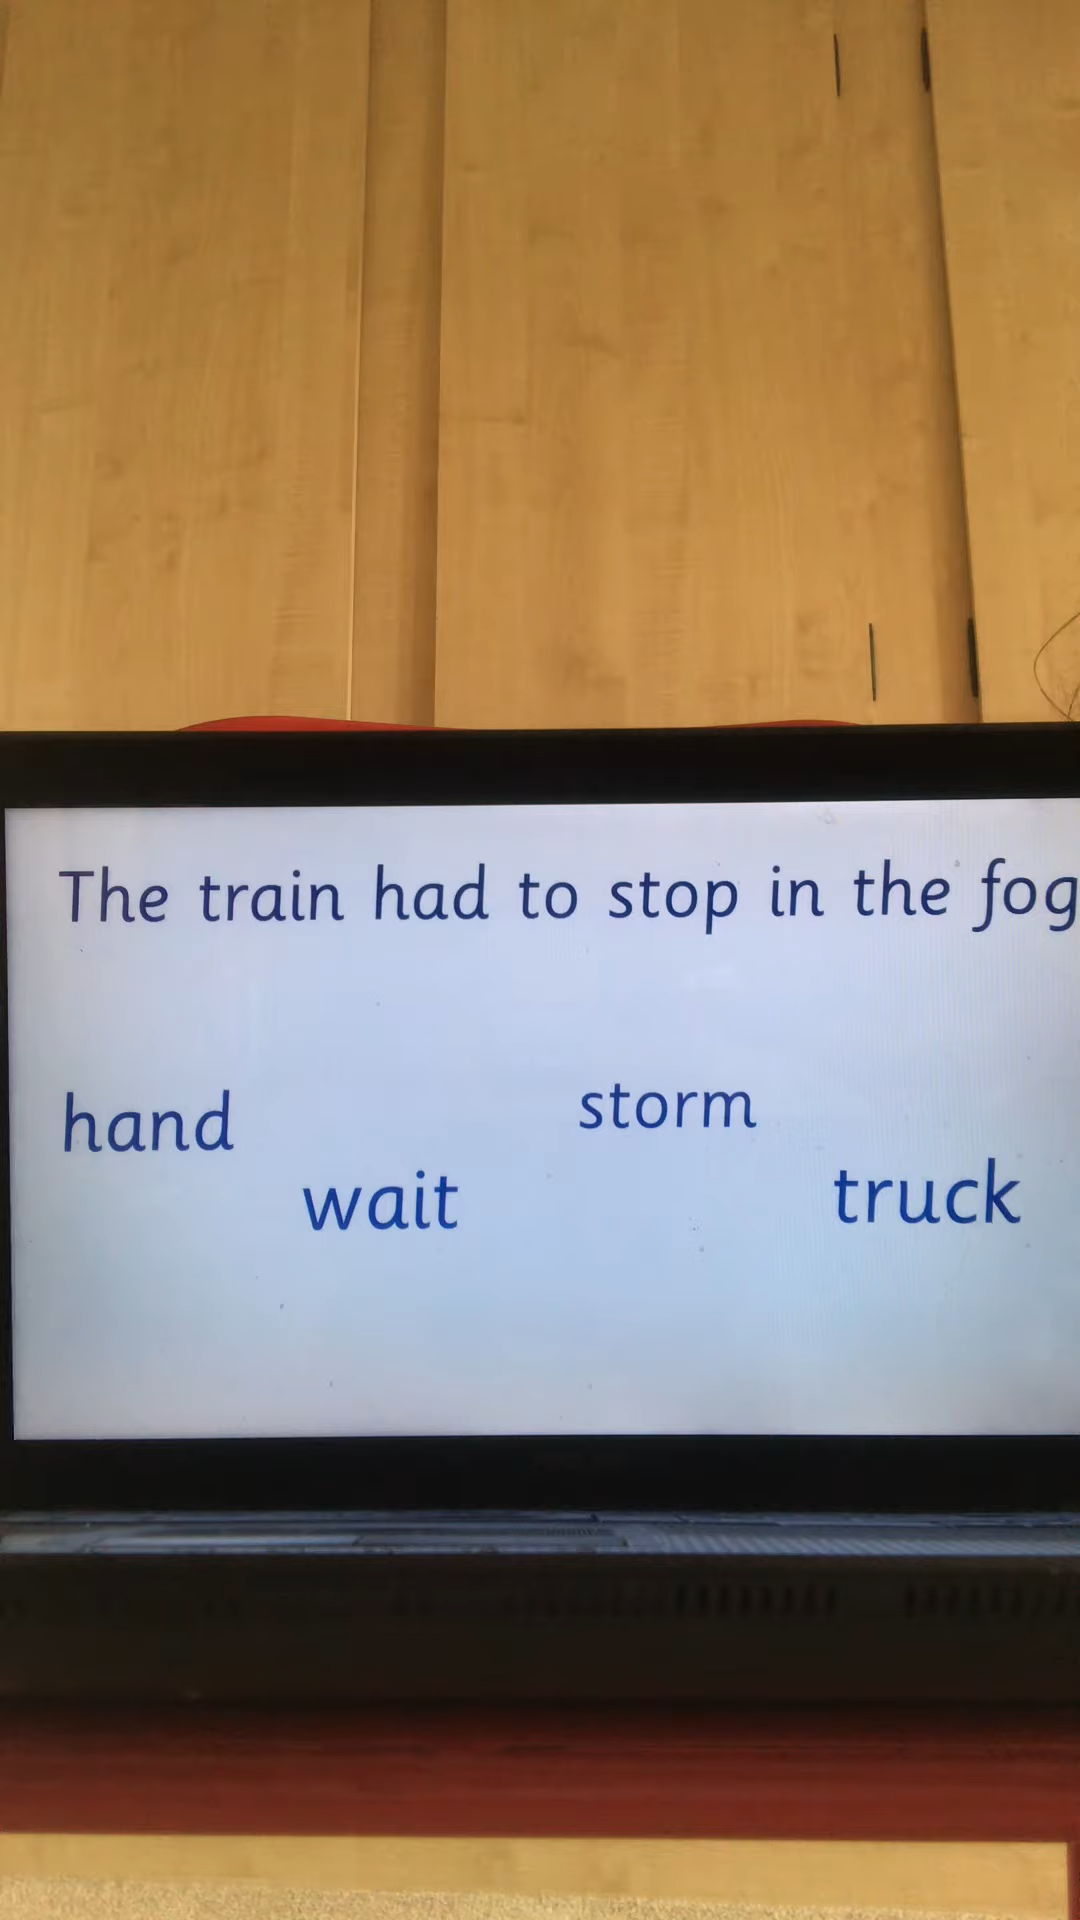 The train had to stop in the fog
hand
storm
wait
truck